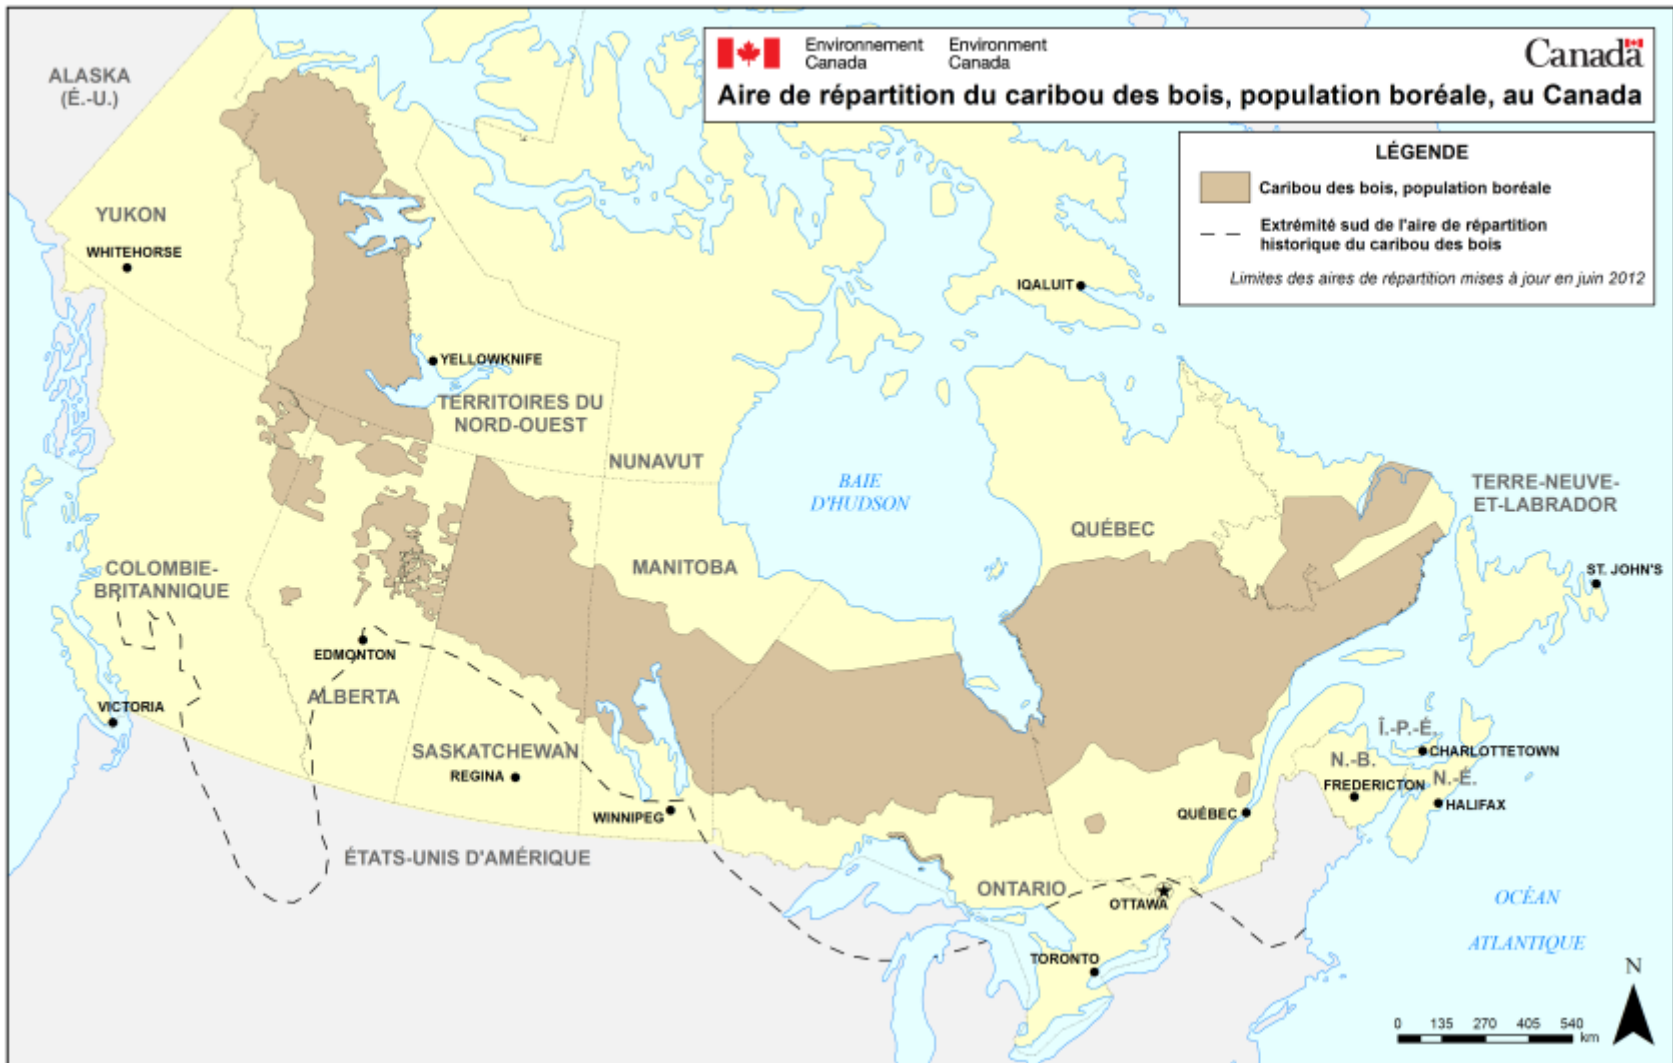 Environnement Canada
Environment Canada
Canada
Aire de répartition du caribou des bois, population boréale, au Canada
LÉGENDE
Caribou des bois, population boréale
Extrémité sud de l'aire de répartition
historique du caribou des bois
Limites des aires de répartition mises à jour en juin 2012
ALASKA
(É.-U.)
YUKON
WHITEHORSE
IQALUIT
YELLOWKNIFE
TERRITOIRES DU
NORD-OUEST
NUNAVUT
BAIE
D'HUDSON
QUÉBEC
TERRE-NEUVE-
ET-LABRADOR
ST. JOHN'S
COLOMBIE-
BRITANNIQUE
MANITOBA
EDMONTON
ALBERTA
VICTORIA
SASKATCHEWAN
REGINA
WINNIPEG
Î.-P.-É.
CHARLOTTETOWN
N.-B.
FREDERICTON
N.-É.
HALIFAX
QUÉBEC
ÉTATS-UNIS D'AMÉRIQUE
ONTARIO
OTTAWA
TORONTO
OCÉAN
ATLANTIQUE
N
0 135 270 405 540
km